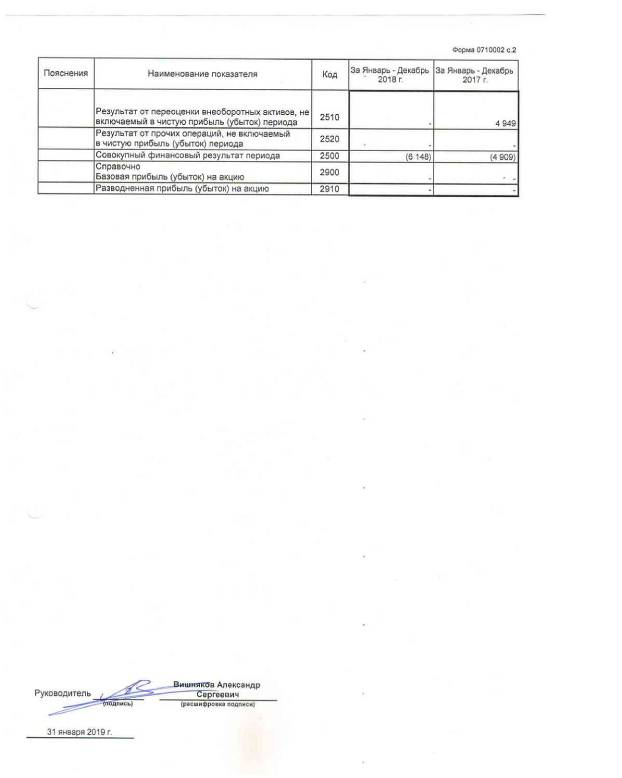 Форма 0710002 с.2
Пояснения Наименование показателя Код За Январь - Декабрь 2018 г. За Январь - Декабрь 2017 г.
Результат от переоценки внеоборотных активов, не
включаемый в чистую прибыль (убыток) периода 2510 - 4 949
Результат от прочих операций, не включаемый
в чистую прибыль (убыток) периода 2520 - -
Совокупный финансовый результат периода 2500 (6 148) (4 909)
Справочно
Базовая прибыль (убыток) на акцию 2900 - -
Разводненная прибыль (убыток) на акцию 2910 - -
Руководитель
(подпись)
Вишняков Александр
Сергеевич
(расшифровка подписи)
31 января 2019 г.